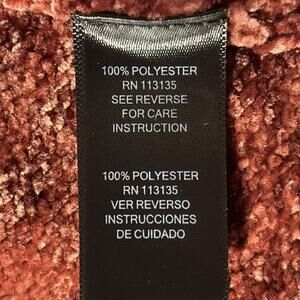 100% POLYESTER
RN 113135
SEE REVERSE
FOR CARE
INSTRUCTION
100% POLYESTER
RN 113135
VER REVERSO
INSTRUCCIONES
DE CUIDADO